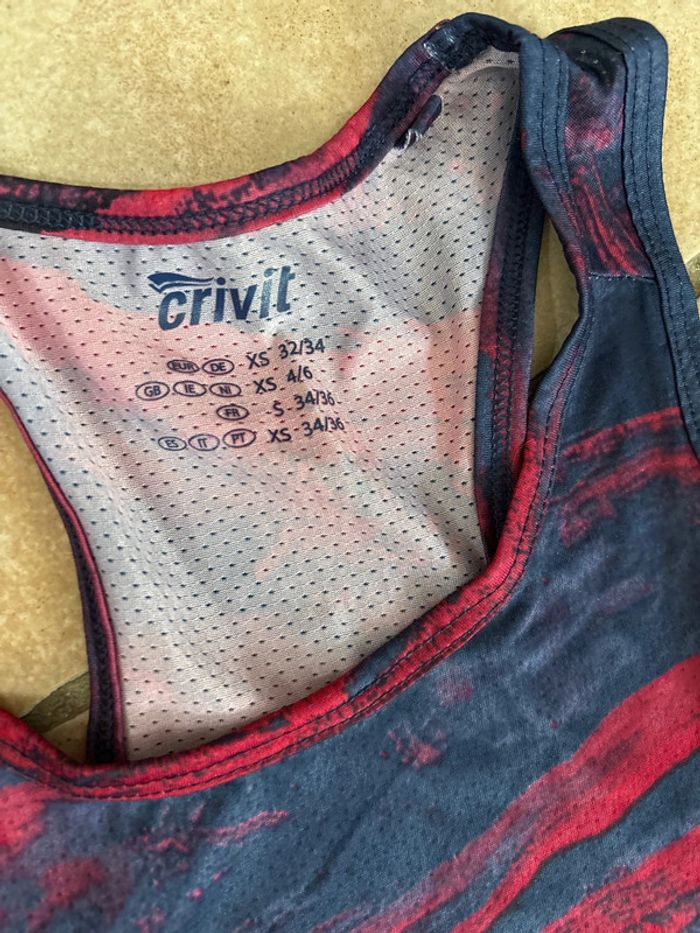 crivit
EUR DE XS 32/34
GB IE NI XS 4/6
FR S 34/36
ES IT PT XS 34/36